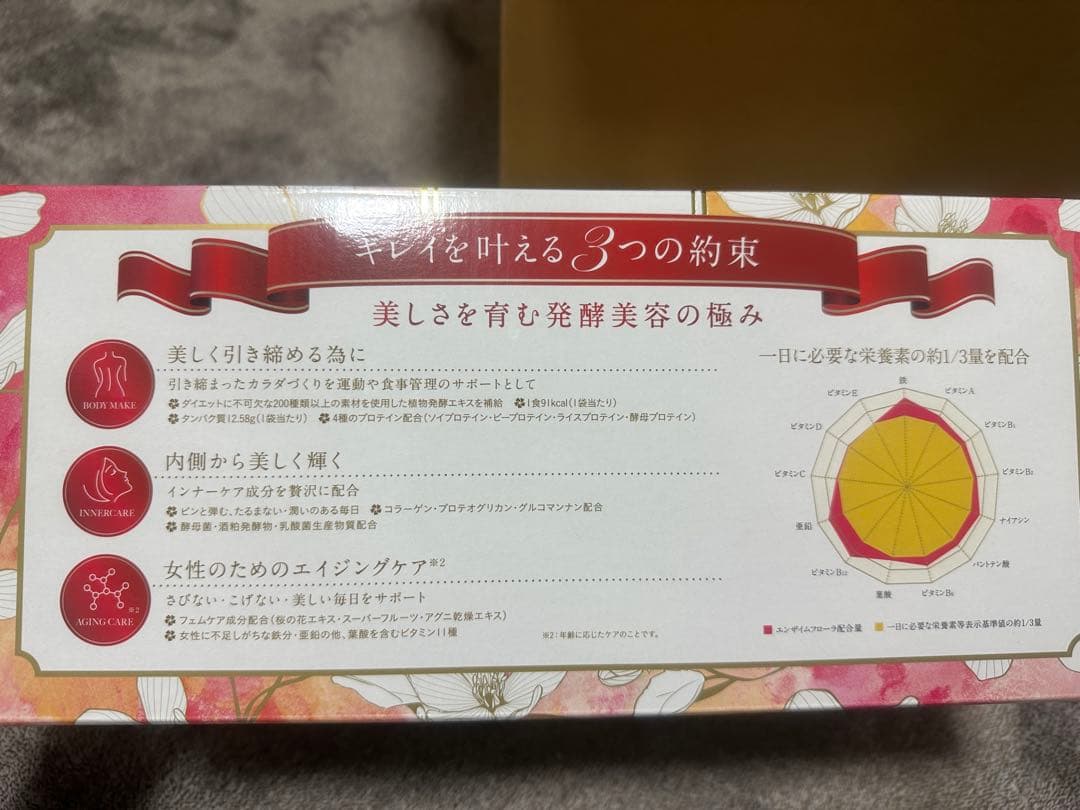 キレイを叶える3つの約束
美しさを育む発酵美容の極み
BODY MAKE
美しく引き締める為に
引き締まったカラダづくりを運動や食事管理のサポートとして
ダイエットに不可欠な200種類以上の素材を使用した植物発酵エキスを補給 1食91kcal(1袋当たり)
タンパク質12.58g(1袋当たり) 4種のプロテイン配合(ソイプロテイン・ピープロテイン・ライスプロテイン・酵母プロテイン)
INNERCARE
内側から美しく輝く
インナーケア成分を贅沢に配合
ピンと弾む、たるまない・潤いのある毎日 コラーゲン・プロテオグリカン・グルコマンナン配合
酵母菌・酒粕発酵物・乳酸菌生産物質配合
AGING CARE ※2
女性のためのエイジングケア※2
さびない・こげない・美しい毎日をサポート
フェムケア成分配合(桜の花エキス・スーパーフルーツ・アグニ乾燥エキス)
女性に不足しがちな鉄分・亜鉛の他、葉酸を含むビタミン11種
※2:年齢に応じたケアのことです。
一日に必要な栄養素の約1/3量を配合
鉄
ビタミンA
ビタミンB1
ビタミンB2
ナイアシン
パントテン酸
ビタミンB6
葉酸
ビタミンB12
亜鉛
ビタミンC
ビタミンD
ビタミンE
エンザイムフローラ配合量 一日に必要な栄養素等表示基準値の約1/3量